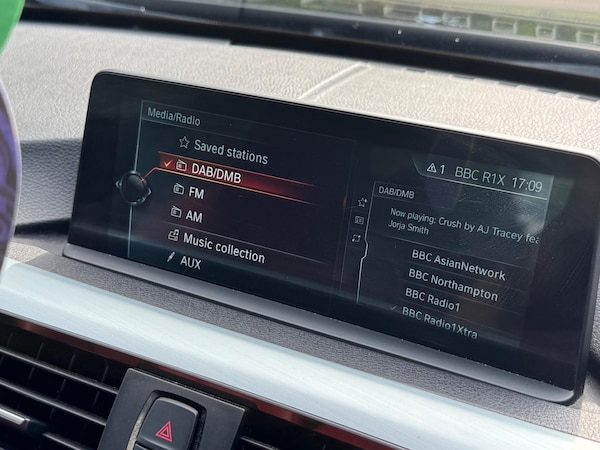 Media/Radio
Saved stations
DAB/DMB
FM
AM
Music collection
AUX
1 BBC R1X 17:09
DAB/DMB
Now playing: Crush by AJ Tracey fea
Jorja Smith
BBC AsianNetwork
BBC Northampton
BBC Radio1
BBC Radio1Xtra